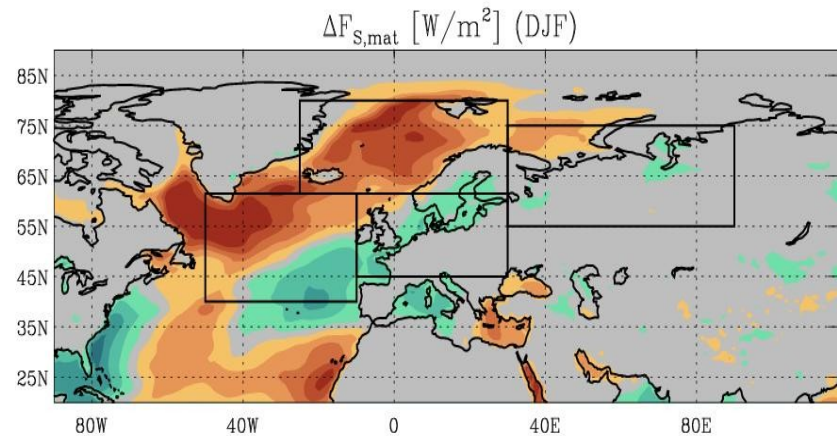 ΔF_S,mat [W/m²] (DJF)
85N
75N
65N
55N
45N
35N
25N
80W 40W 0 40E 80E